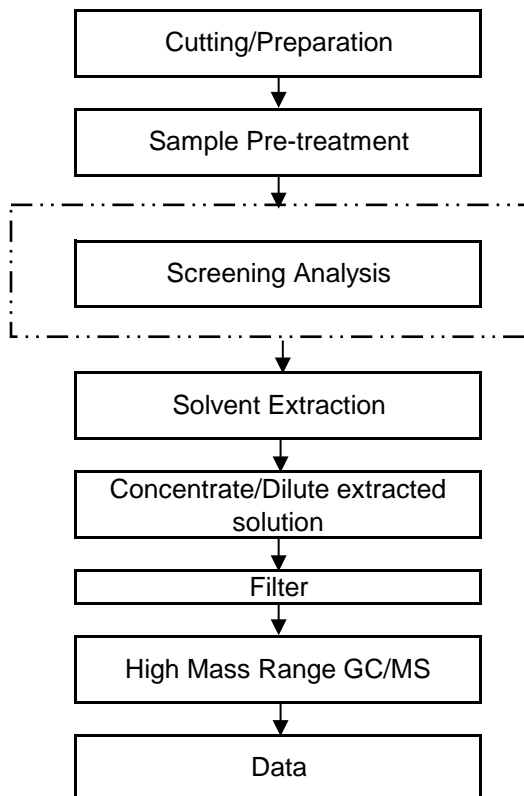 Cutting/Preparation
Sample Pre-treatment
Screening Analysis
Solvent Extraction
Concentrate/Dilute extracted
solution
Filter
High Mass Range GC/MS
Data